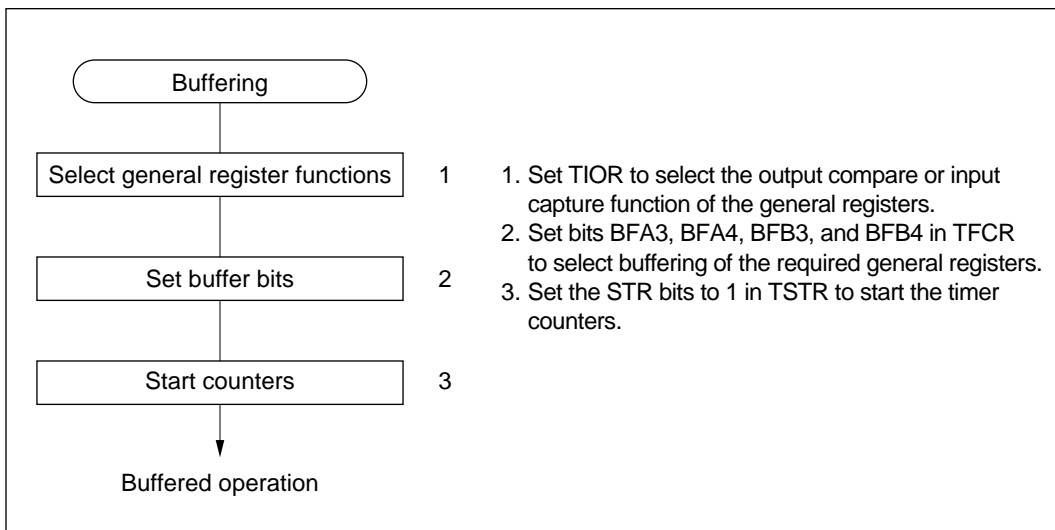 Buffering
Select general register functions 1
Set buffer bits 2
Start counters 3
Buffered operation
1. Set TIOR to select the output compare or input
capture function of the general registers.
2. Set bits BFA3, BFA4, BFB3, and BFB4 in TFCR
to select buffering of the required general registers.
3. Set the STR bits to 1 in TSTR to start the timer
counters.